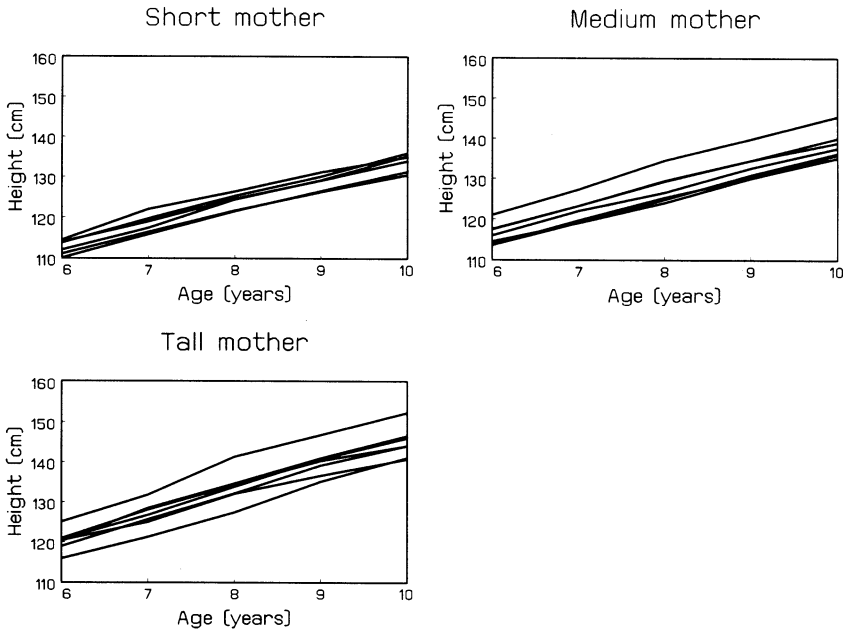 Short mother
Medium mother
160
150
140
130
120
110
Height (cm)
6 7 8 9 10
Age (years)
160
150
140
130
120
110
Height (cm)
6 7 8 9 10
Age (years)
Tall mother
160
150
140
130
120
110
Height (cm)
6 7 8 9 10
Age (years)